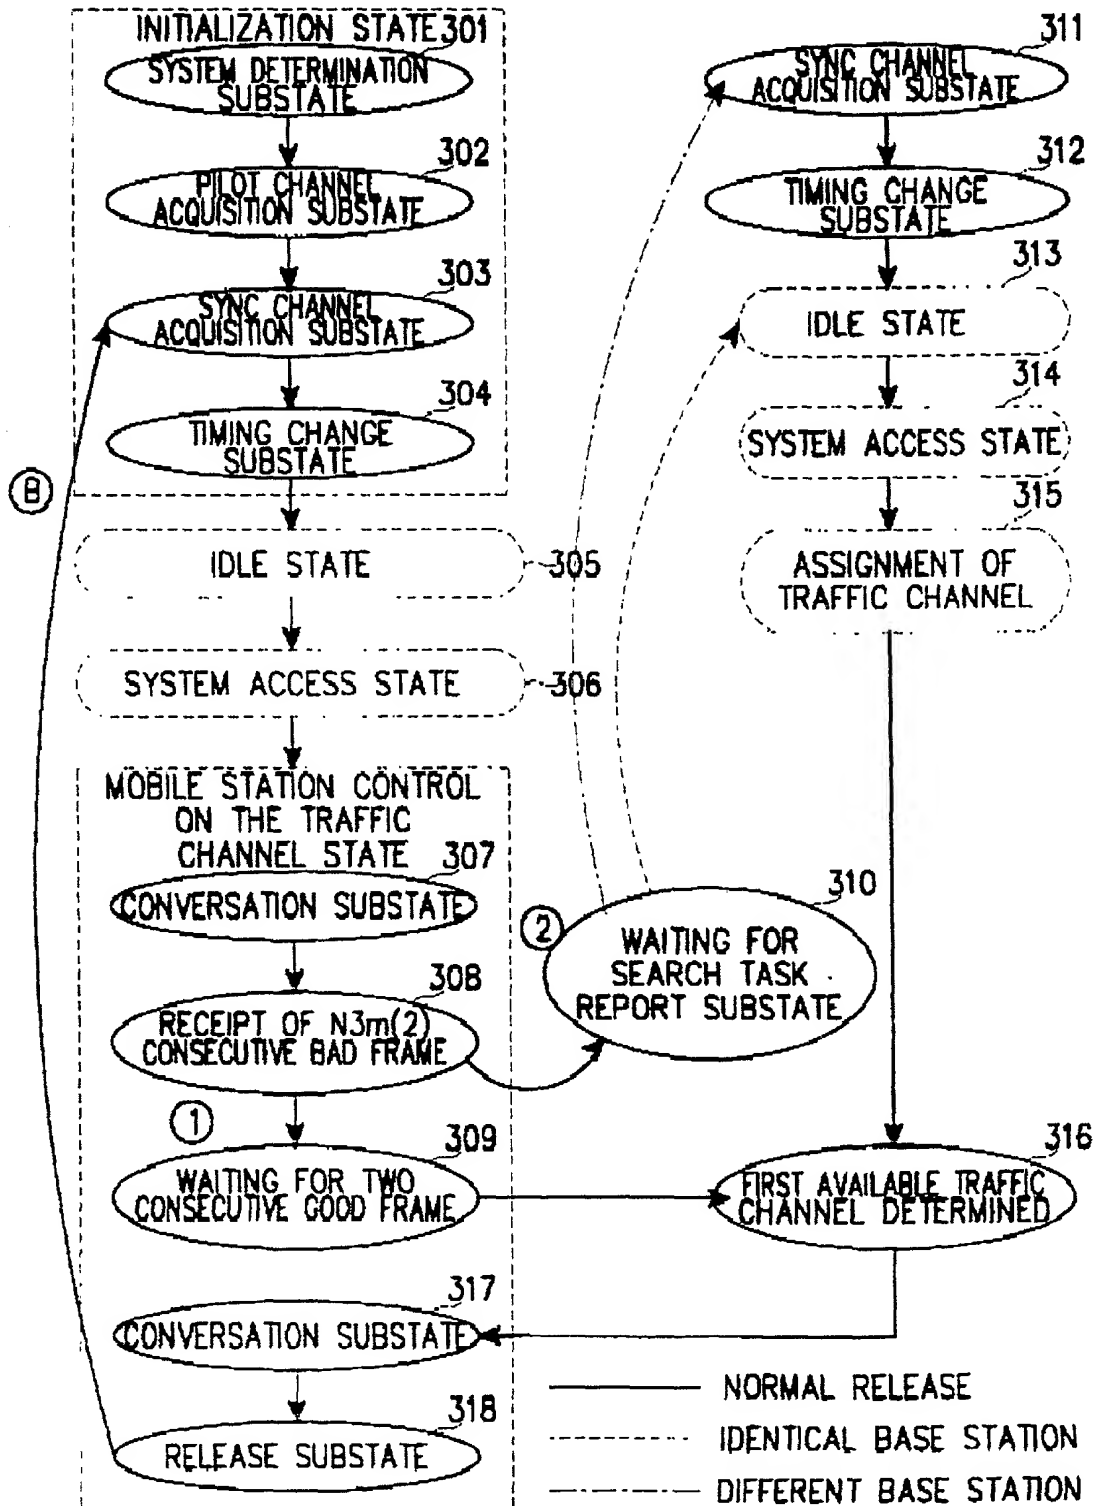 INITIALIZATION STATE
301
SYSTEM DETERMINATION
SUBSTATE
302
PILOT CHANNEL
ACQUISITION SUBSTATE
303
SYNC CHANNEL
ACQUISITION SUBSTATE
304
TIMING CHANGE
SUBSTATE
8
IDLE STATE
305
SYSTEM ACCESS STATE
306
MOBILE STATION CONTROL
ON THE TRAFFIC
CHANNEL STATE
307
CONVERSATION SUBSTATE
308
RECEIPT OF N3m(2)
CONSECUTIVE BAD FRAME
1
309
WAITING FOR TWO
CONSECUTIVE GOOD FRAME
317
CONVERSATION SUBSTATE
318
RELEASE SUBSTATE
2
310
WAITING FOR
SEARCH TASK
REPORT SUBSTATE
311
SYNC CHANNEL
ACQUISITION SUBSTATE
312
TIMING CHANGE
SUBSTATE
313
IDLE STATE
314
SYSTEM ACCESS STATE
315
ASSIGNMENT OF
TRAFFIC CHANNEL
316
FIRST AVAILABLE TRAFFIC
CHANNEL DETERMINED
NORMAL RELEASE
IDENTICAL BASE STATION
DIFFERENT BASE STATION